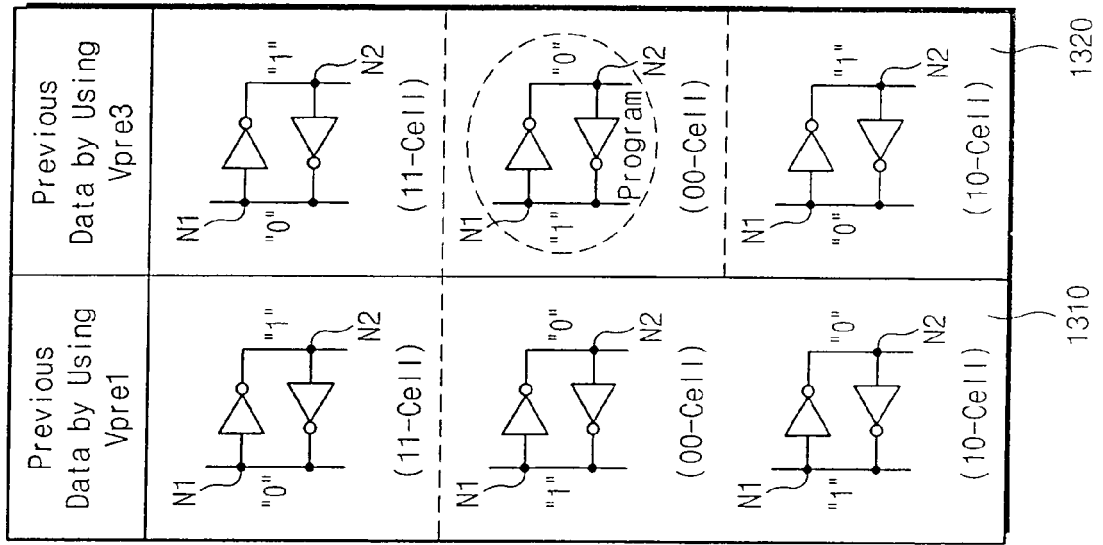 Previous
Data by Using
Vpre1
Previous
Data by Using
Vpre3
N1
"0"
"1"
N2
(11-Cell)
N1
"0"
"1"
N2
(11-Cell)
N1
"1"
"0"
N2
(00-Cell)
N1
"1"
"0"
N2
Program
(00-Cell)
N1
"1"
"0"
N2
(10-Cell)
N1
"0"
"1"
N2
(10-Cell)
1310
1320